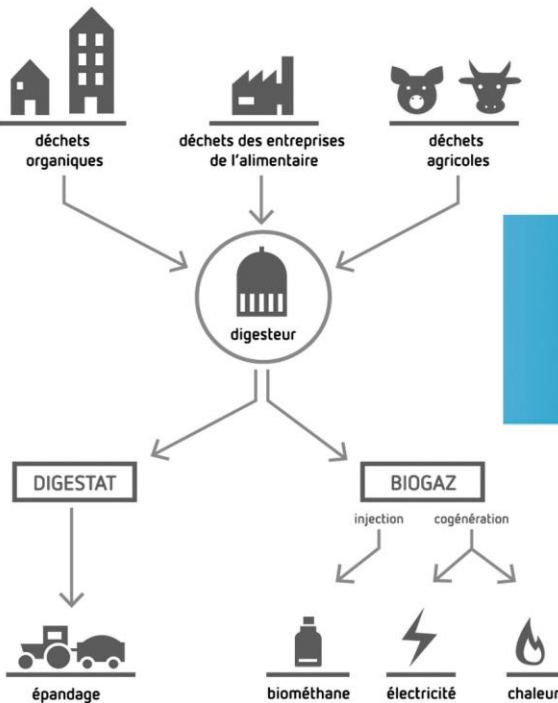 déchets
organiques
déchets des entreprises
de l'alimentaire
déchets
agricoles
digesteur
DIGESTAT
BIOGAZ
injection
cogénération
épandage
biométhane
électricité
chaleur